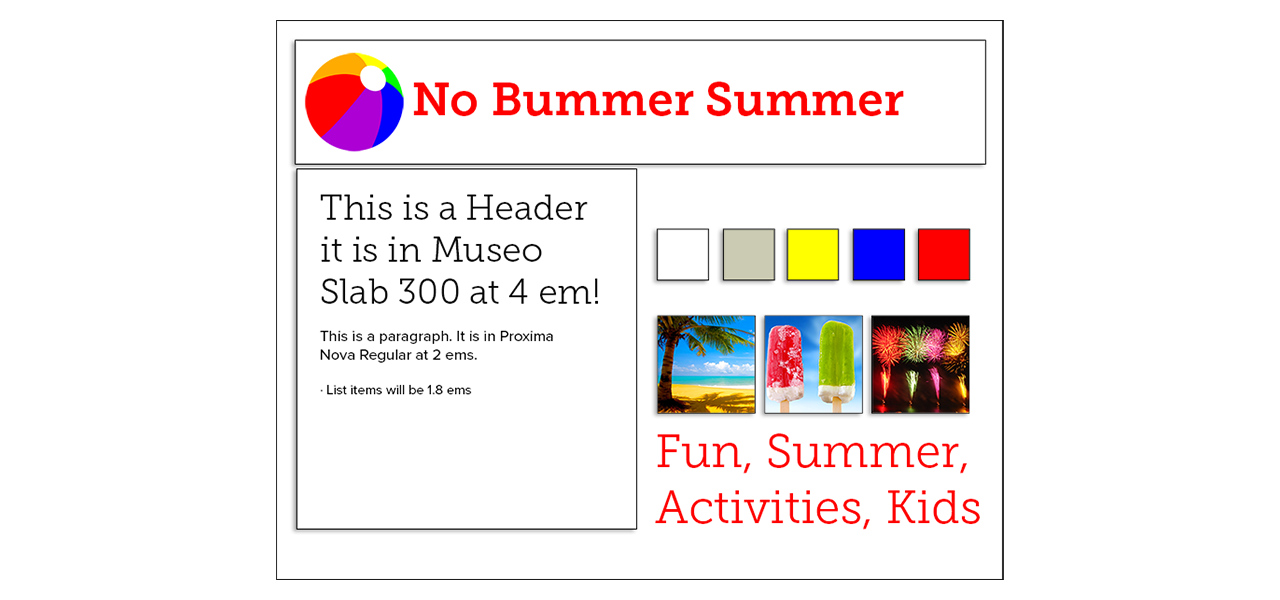 No Bummer Summer
This is a Header
it is in Museo
Slab 300 at 4 em!
This is a paragraph. It is in Proxima
Nova Regular at 2 ems.
· List items will be 1.8 ems
Fun, Summer,
Activities, Kids